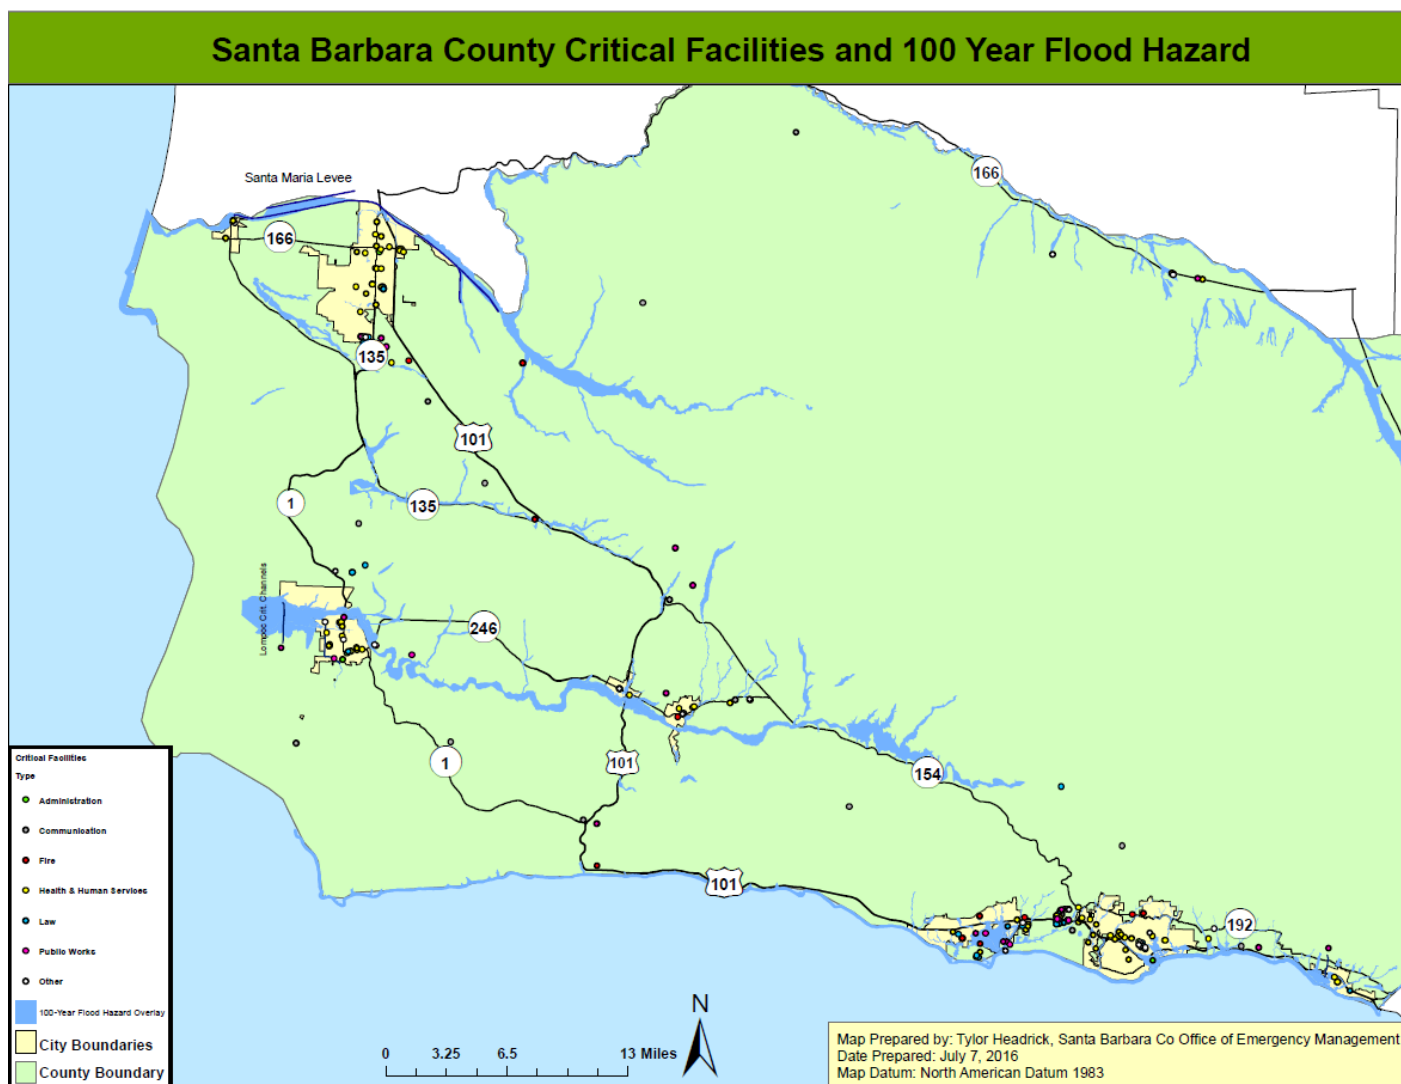 Santa Barbara County Critical Facilities and 100 Year Flood Hazard
Santa Maria Levee
166
166
135
101
1
135
Lompoc Crit. Channels
246
1
101
154
101
192
Critical Facilities
Type
Administration
Communication
Fire
Health & Human Services
Law
Public Works
Other
100-Year Flood Hazard Overlay
City Boundaries
County Boundary
0 3.25 6.5 13 Miles
N
Map Prepared by: Tylor Headrick, Santa Barbara Co Office of Emergency Management
Date Prepared: July 7, 2016
Map Datum: North American Datum 1983